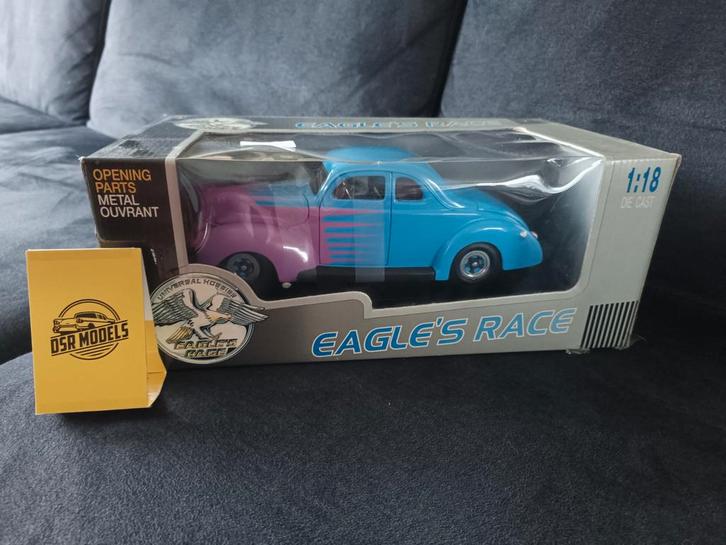 EAGLE'S RACE
OPENING
PARTS
METAL
OUVRANT
1:18
DIE CAST
UNIVERSAL HOBBIES
EAGLE'S
RACE
EAGLE'S RACE
DSR MODELS